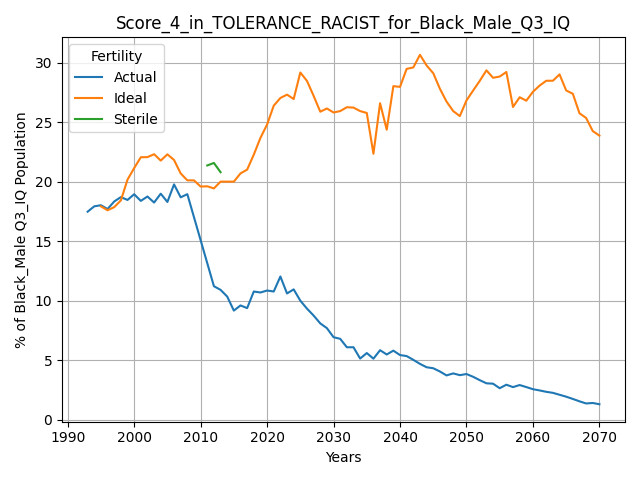 Score_4_in_TOLERANCE_RACIST_for_Black_Male_Q3_IQ
Fertility
Actual
Ideal
Sterile
% of Black_Male Q3_IQ Population
30
25
20
15
10
5
0
1990 2000 2010 2020 2030 2040 2050 2060 2070
Years